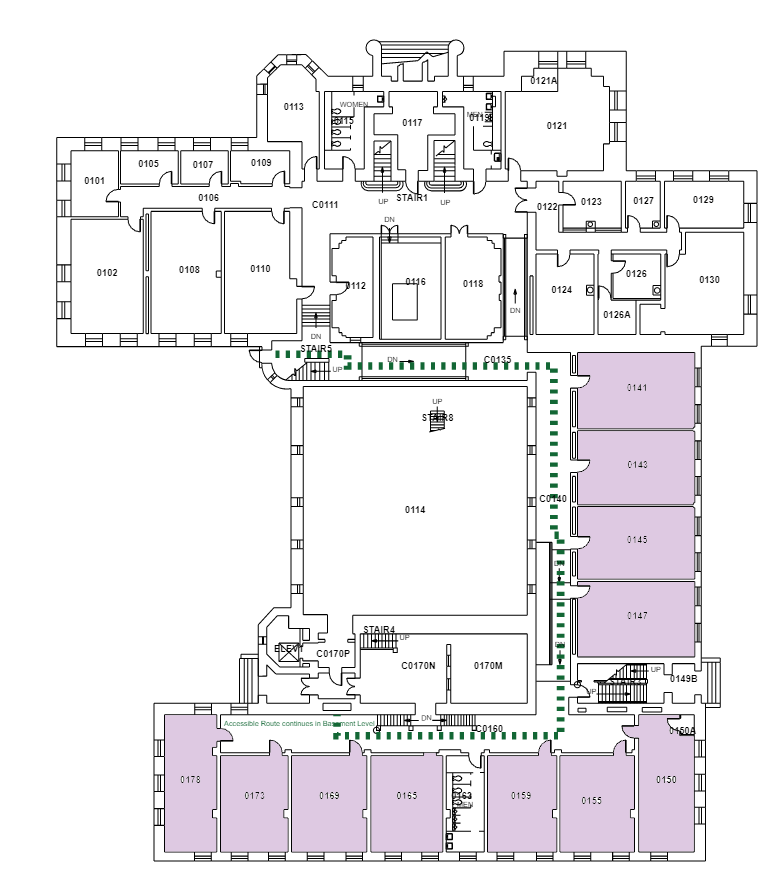 0121A
0113
WOMEN
0115
0117
MEN
0119
0121
0105
0107
0109
0101
0106
C0111
STAIR1
UP
UP
0122
0123
0127
0129
DN
0102
0108
0110
0112
0116
0118
DN
0124
0126
0126A
0130
DN
STAIR5
DN
C0135
UP
0141
UP
STAIR8
0143
C0140
0114
0145
DN
0147
STAIR4
UP
DN
ELEV1
C0170P
C0170N
0170M
UP
0149B
UP
Accessible Route continues in Basement Level
DN
C0160
0150A
0178
0173
0169
0165
0163
MEN
0159
0155
0150